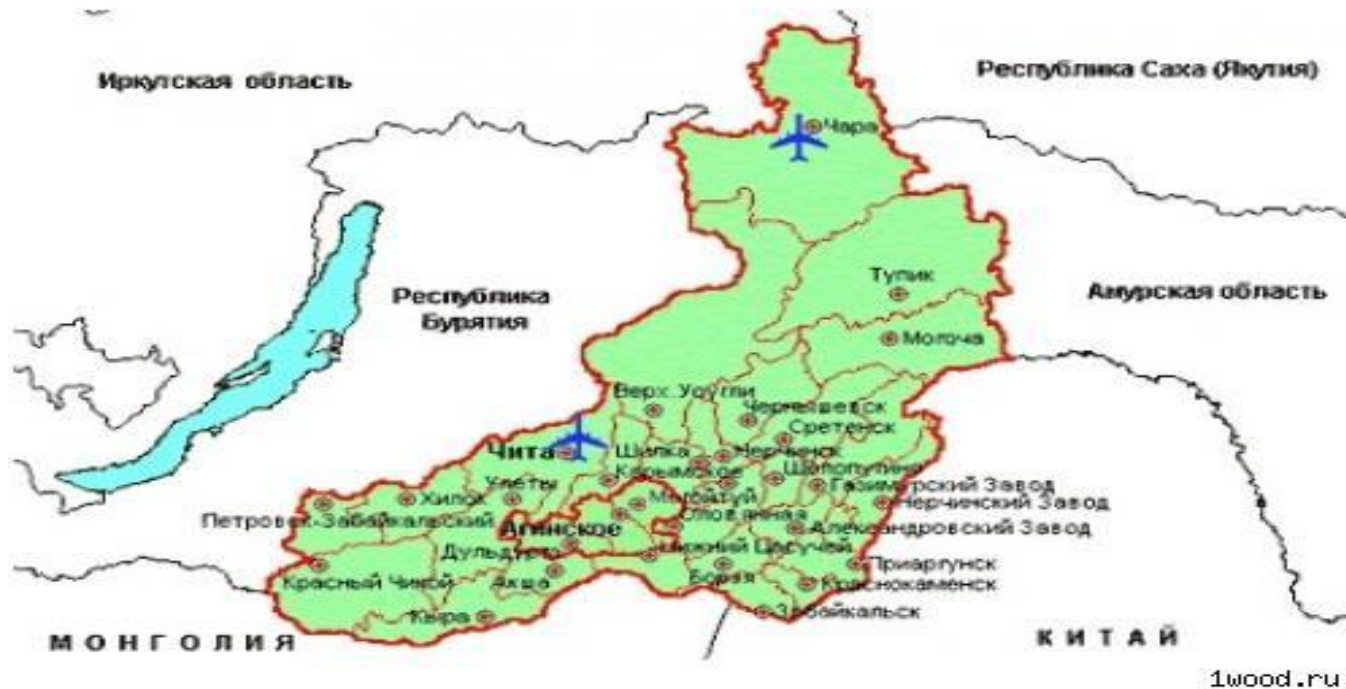 Иркутская область
Республика Саха (Якутия)
Чара
Республика
Бурятия
Тупик
Амурская область
Могоча
Верх. Усугли
Чернышевск
Сретенск
Чита
Шилка
Нерчинск
Карымское
Шелопугино
Улёты
Газимурский Завод
Хилок
Могойтуй
Нерчинский Завод
Петровск-Забайкальский
Оловянная
Агинское
Александровский Завод
Дульдурга
Нижний Цасучей
Приаргунск
Красный Чикой
Акша
Борзя
Краснокаменск
Кыра
Забайкальск
МОНГОЛИЯ
КИТАЙ
1wood.ru